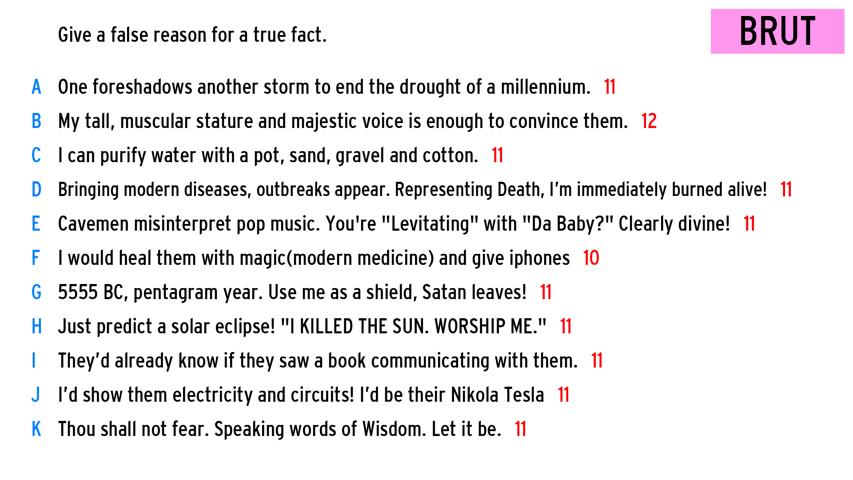 Give a false reason for a true fact.
BRUT
A One foreshadows another storm to end the drought of a millennium. 11
B My tall, muscular stature and majestic voice is enough to convince them. 12
C I can purify water with a pot, sand, gravel and cotton. 11
D Bringing modern diseases, outbreaks appear. Representing Death, I'm immediately burned alive! 11
E Cavemen misinterpret pop music. You're "Levitating" with "Da Baby?" Clearly divine! 11
F I would heal them with magic(modern medicine) and give iphones 10
G 5555 BC, pentagram year. Use me as a shield, Satan leaves! 11
H Just predict a solar eclipse! "I KILLED THE SUN. WORSHIP ME." 11
I They'd already know if they saw a book communicating with them. 11
J I'd show them electricity and circuits! I'd be their Nikola Tesla 11
K Thou shall not fear. Speaking words of Wisdom. Let it be. 11